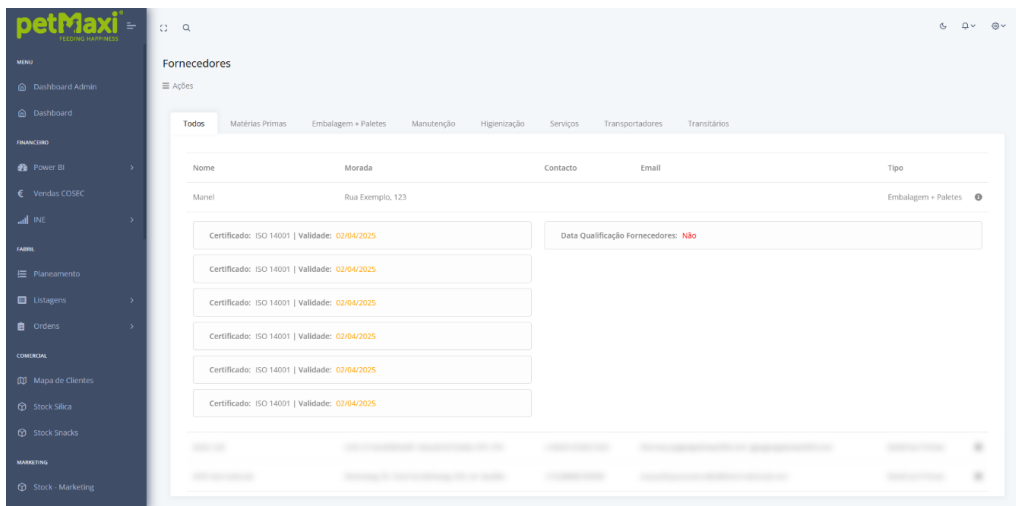 petMaxi
FEEDING HAPPINESS
MENU
Dashboard Admin
Dashboard
FINANCEIRO
Power BI
€ Vendas COSEC
INE
FABRIL
Planeamento
Listagens
Ordens
COMERCIAL
Mapa de Clientes
Stock Sílica
Stock Snacks
MARKETING
Stock - Marketing
Fornecedores
Ações
Todos Matérias Primas Embalagem + Paletes Manutenção Higienização Serviços Transportadores Transitários
Nome Morada Contacto Email Tipo
Manel Rua Exemplo, 123 Embalagem + Paletes
Certificado: ISO 14001 | Validade: 02/04/2025 Data Qualificação Fornecedores: Não
Certificado: ISO 14001 | Validade: 02/04/2025
Certificado: ISO 14001 | Validade: 02/04/2025
Certificado: ISO 14001 | Validade: 02/04/2025
Certificado: ISO 14001 | Validade: 02/04/2025
Certificado: ISO 14001 | Validade: 02/04/2025